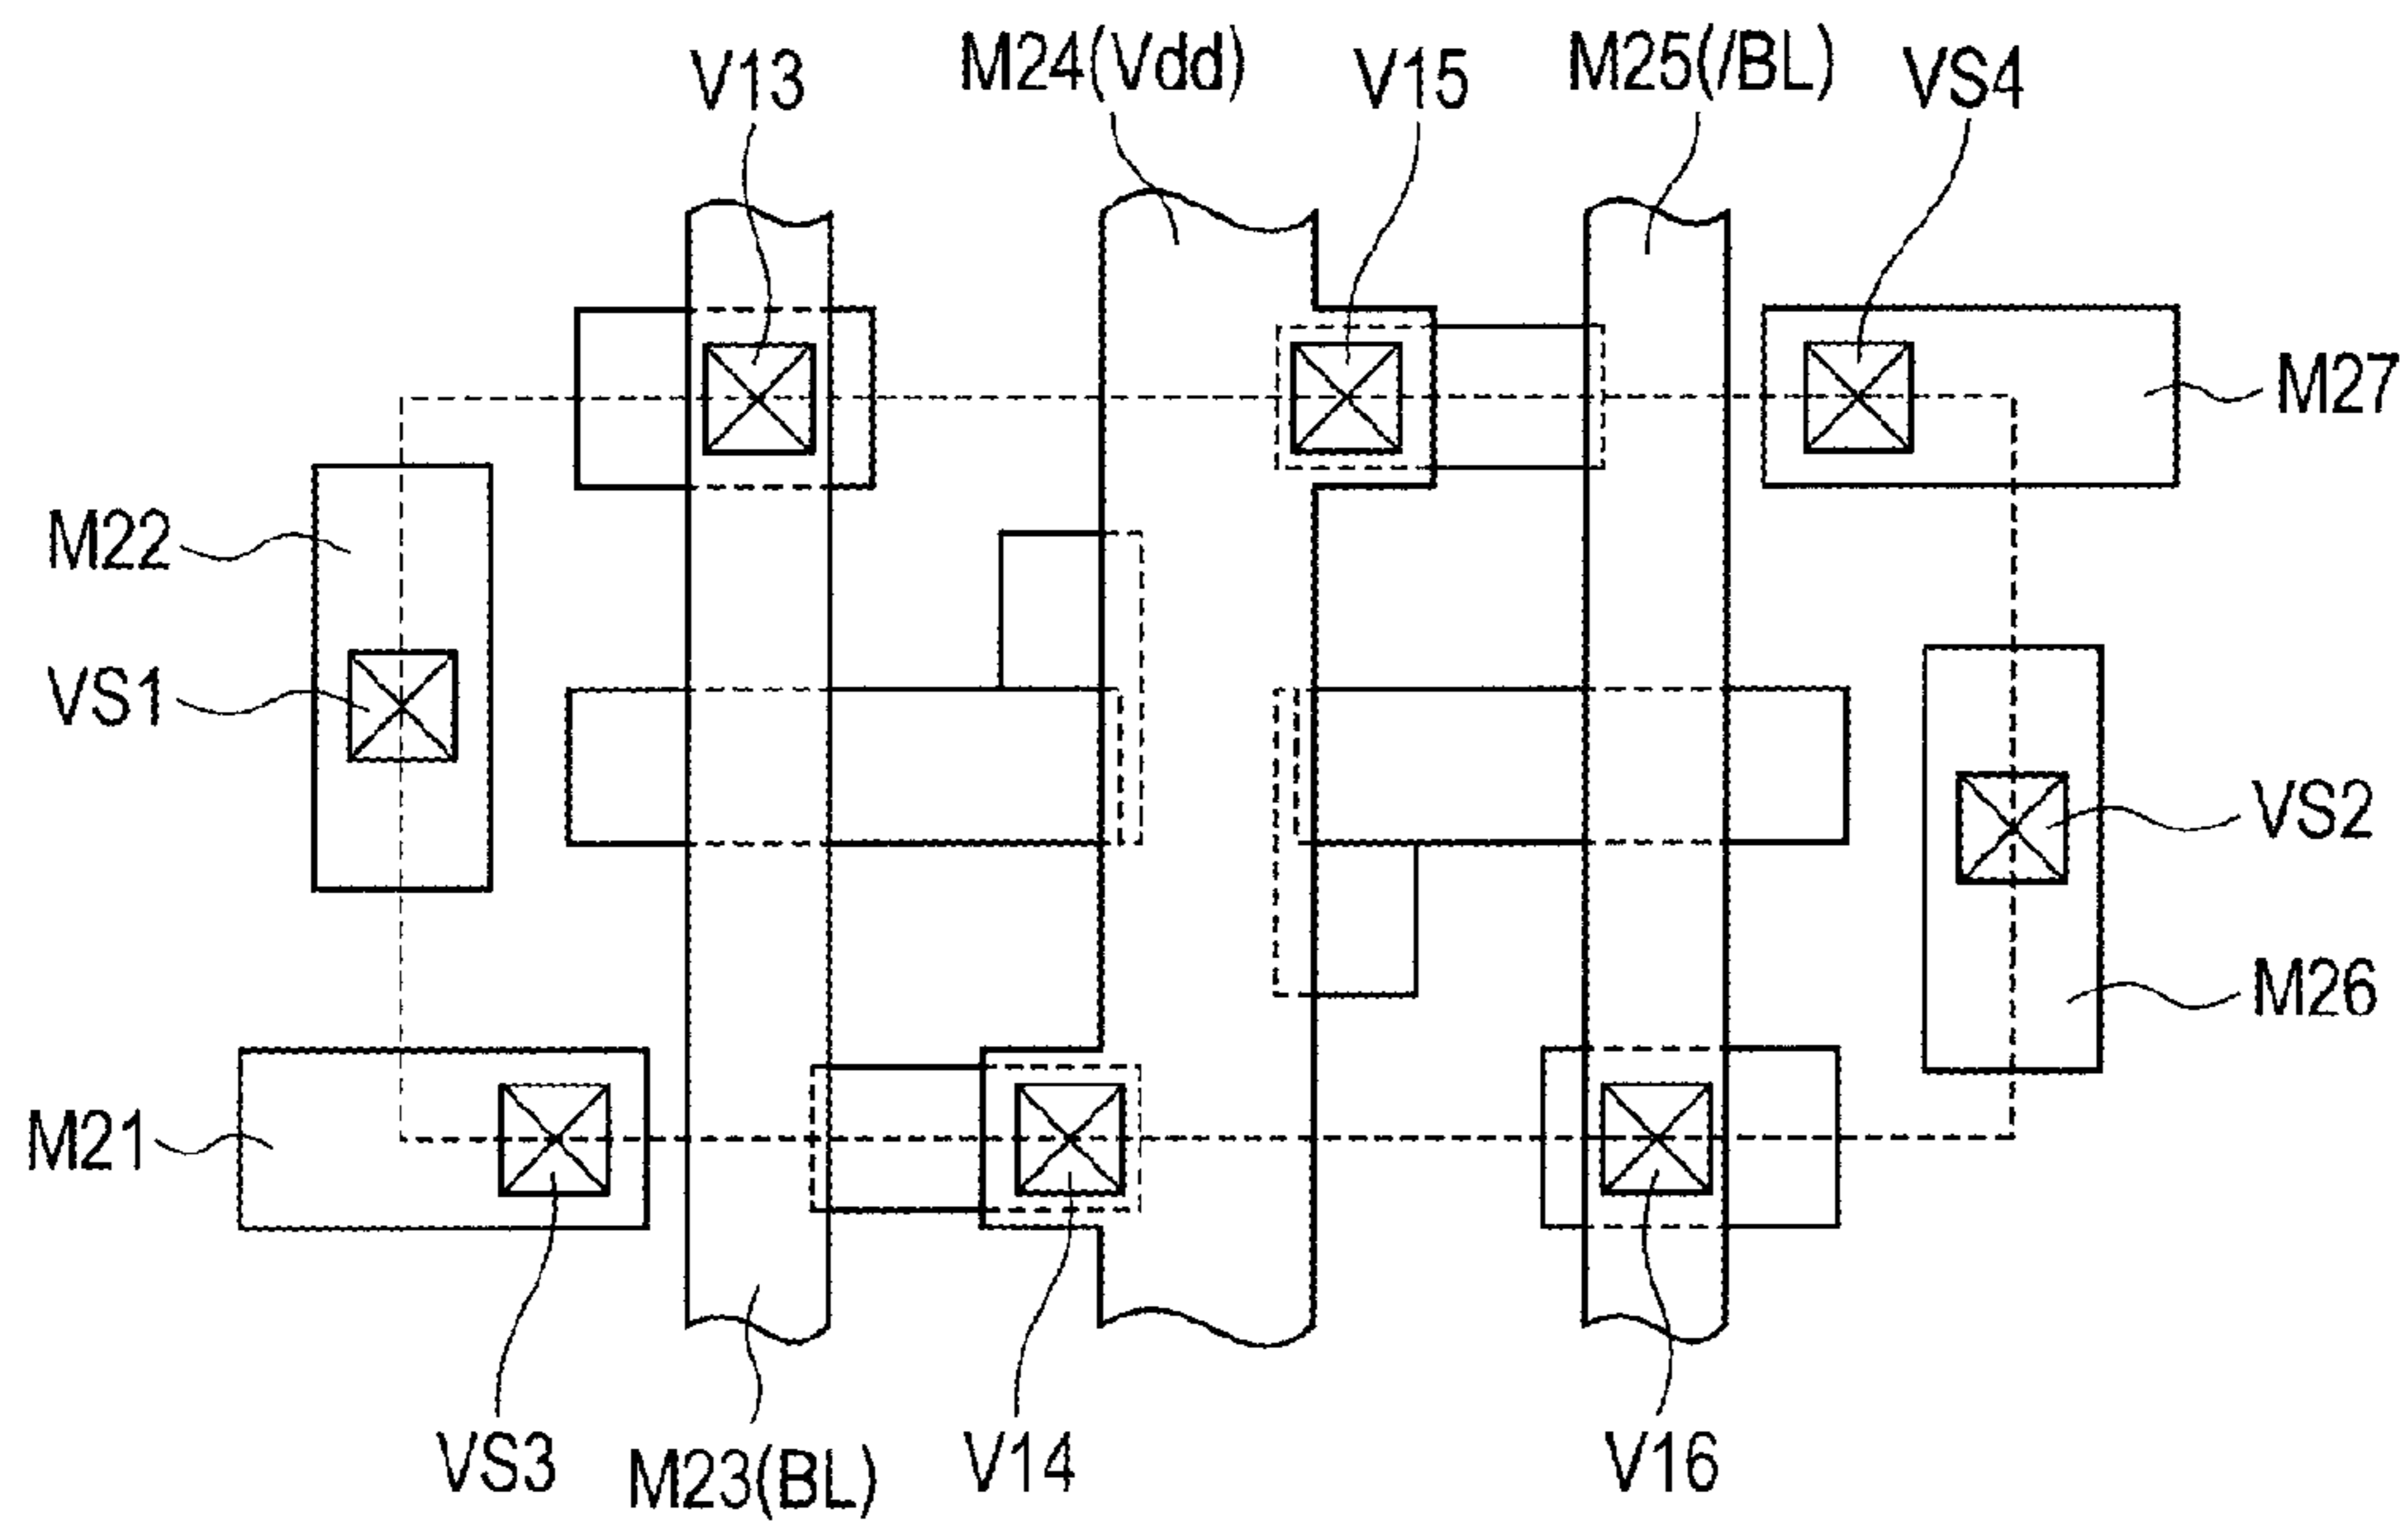 V13
M24(Vdd)
V15
M25(/BL)
VS4
M27
M22
VS1
VS2
M26
M21
VS3
M23(BL)
V14
V16